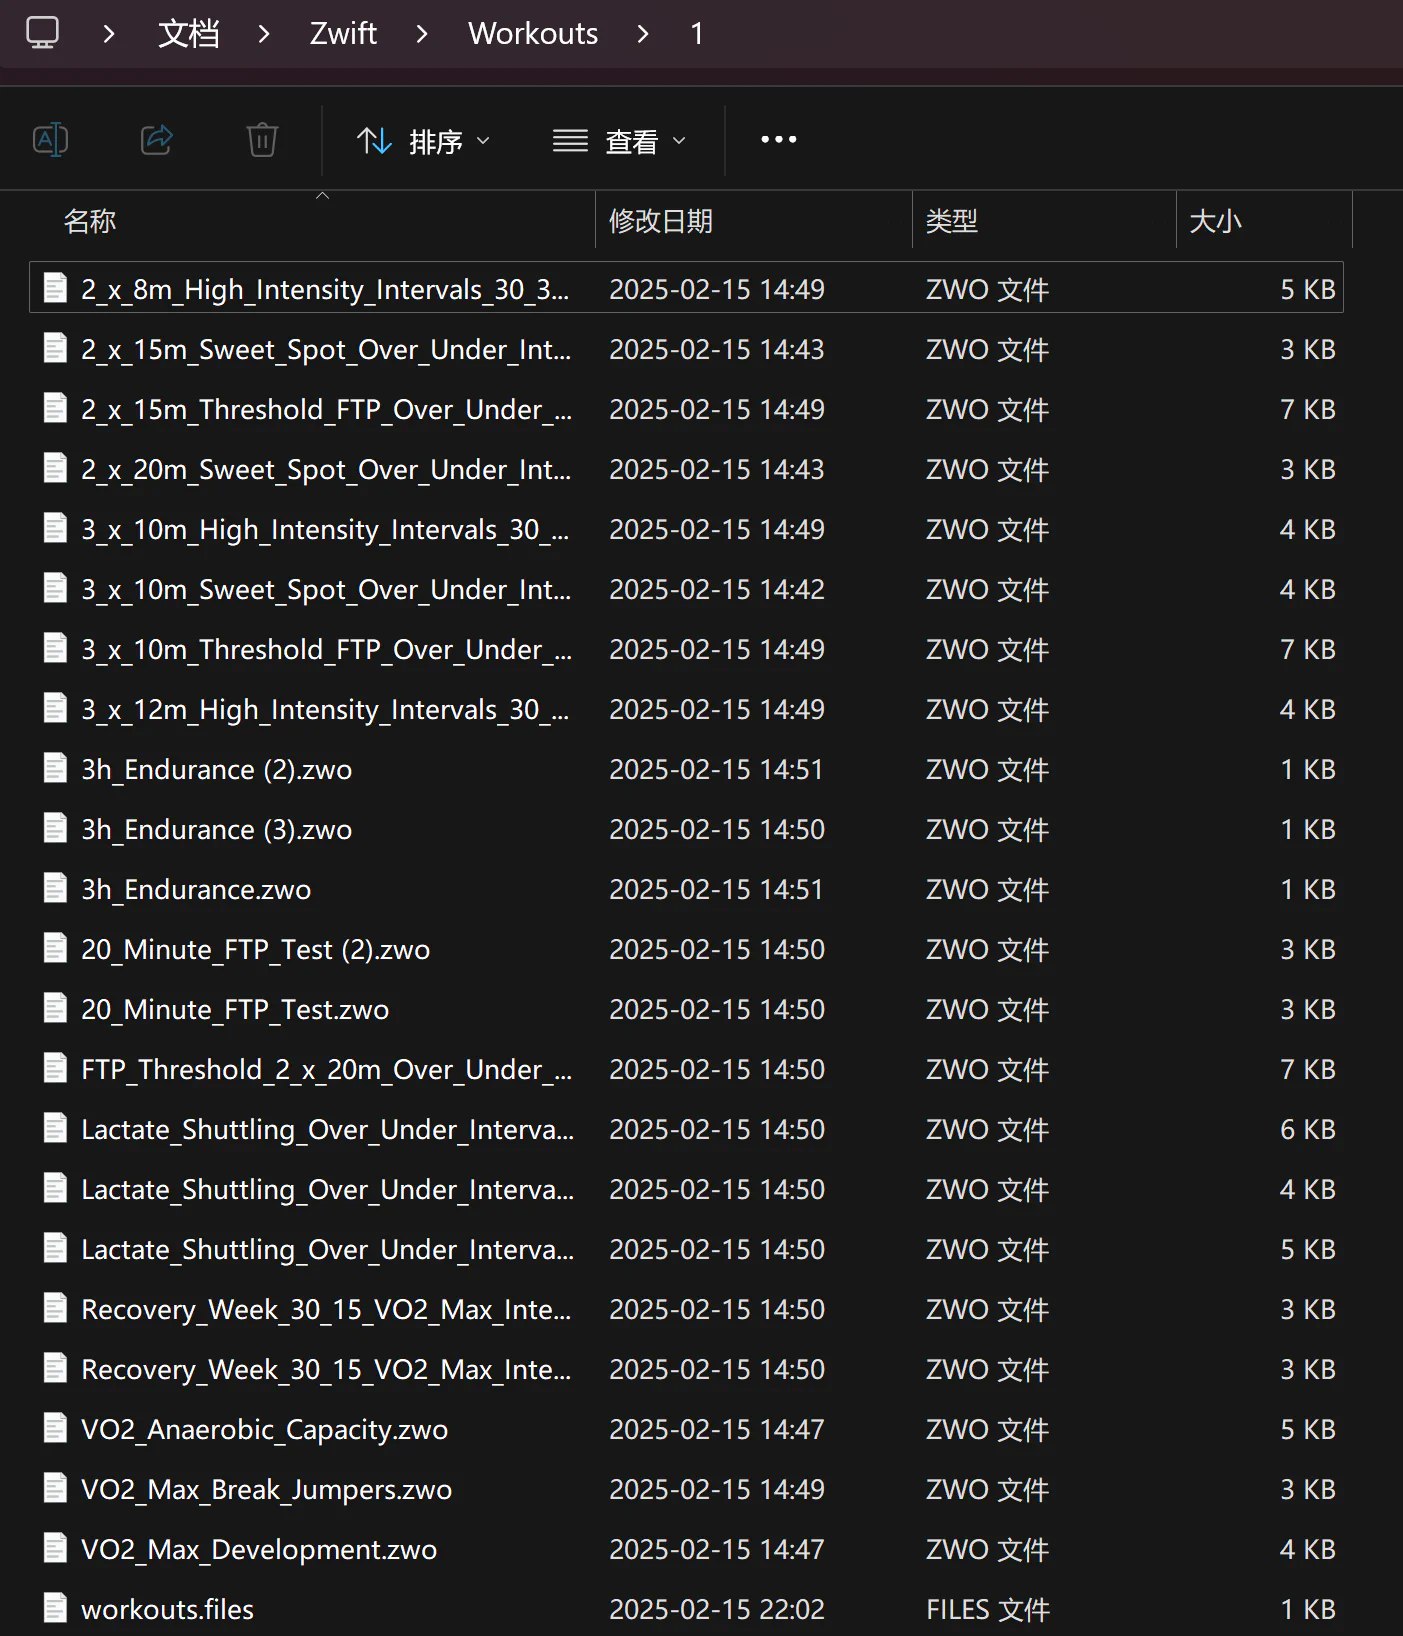 文档 > Zwift > Workouts > 1
排序 查看 •••
名称 修改日期 类型 大小
2_x_8m_High_Intensity_Intervals_30_3... 2025-02-15 14:49 ZWO 文件 5 KB
2_x_15m_Sweet_Spot_Over_Under_Int... 2025-02-15 14:43 ZWO 文件 3 KB
2_x_15m_Threshold_FTP_Over_Under_... 2025-02-15 14:49 ZWO 文件 7 KB
2_x_20m_Sweet_Spot_Over_Under_Int... 2025-02-15 14:43 ZWO 文件 3 KB
3_x_10m_High_Intensity_Intervals_30_... 2025-02-15 14:49 ZWO 文件 4 KB
3_x_10m_Sweet_Spot_Over_Under_Int... 2025-02-15 14:42 ZWO 文件 4 KB
3_x_10m_Threshold_FTP_Over_Under_... 2025-02-15 14:49 ZWO 文件 7 KB
3_x_12m_High_Intensity_Intervals_30_... 2025-02-15 14:49 ZWO 文件 4 KB
3h_Endurance (2).zwo 2025-02-15 14:51 ZWO 文件 1 KB
3h_Endurance (3).zwo 2025-02-15 14:50 ZWO 文件 1 KB
3h_Endurance.zwo 2025-02-15 14:51 ZWO 文件 1 KB
20_Minute_FTP_Test (2).zwo 2025-02-15 14:50 ZWO 文件 3 KB
20_Minute_FTP_Test.zwo 2025-02-15 14:50 ZWO 文件 3 KB
FTP_Threshold_2_x_20m_Over_Under_... 2025-02-15 14:50 ZWO 文件 7 KB
Lactate_Shuttling_Over_Under_Interva... 2025-02-15 14:50 ZWO 文件 6 KB
Lactate_Shuttling_Over_Under_Interva... 2025-02-15 14:50 ZWO 文件 4 KB
Lactate_Shuttling_Over_Under_Interva... 2025-02-15 14:50 ZWO 文件 5 KB
Recovery_Week_30_15_VO2_Max_Inte... 2025-02-15 14:50 ZWO 文件 3 KB
Recovery_Week_30_15_VO2_Max_Inte... 2025-02-15 14:50 ZWO 文件 3 KB
VO2_Anaerobic_Capacity.zwo 2025-02-15 14:47 ZWO 文件 5 KB
VO2_Max_Break_Jumpers.zwo 2025-02-15 14:49 ZWO 文件 3 KB
VO2_Max_Development.zwo 2025-02-15 14:47 ZWO 文件 4 KB
workouts.files 2025-02-15 22:02 FILES 文件 1 KB